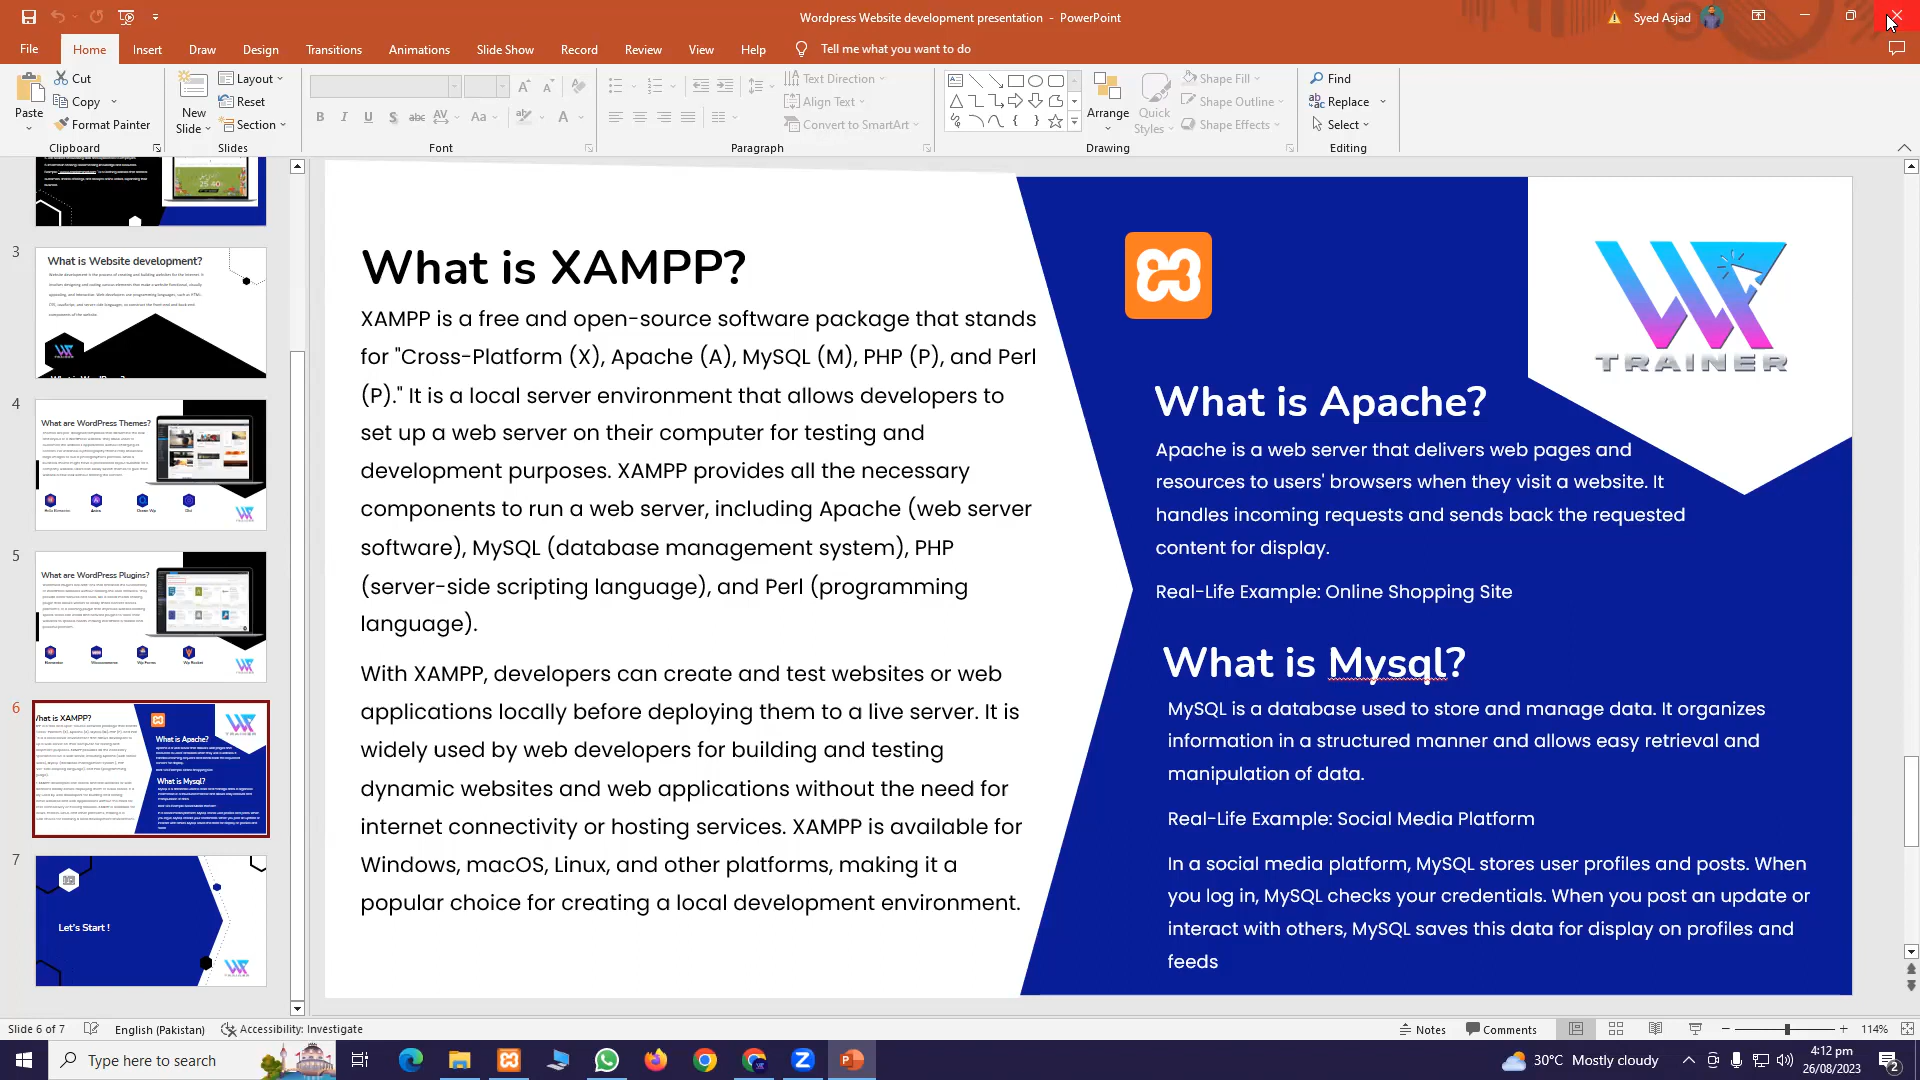 Wordpress Website development presentation - PowerPoint
Syed Asjad
File
Home
Insert
Draw
Design
Transitions
Animations
Slide Show
Record
Review
View
Help
Tell me what you want to do
Paste
Cut
Copy
Format Painter
Clipboard
New
Slide
Layout
Reset
Section
Slides
Font
Text Direction
Align Text
Convert to SmartArt
Paragraph
Arrange
Quick
Styles
Shape Fill
Shape Outline
Shape Effects
Drawing
Find
Replace
Select
Editing
3
What is Website development?
4
What are WordPress Themes?
5
What are WordPress Plugins?
6
What is XAMPP?
What is Apache?
What is Mysql?
7
Let's Start !
What is XAMPP?
XAMPP is a free and open-source software package that stands
for "Cross-Platform (X), Apache (A), MySQL (M), PHP (P), and Perl
(P)." It is a local server environment that allows developers to
set up a web server on their computer for testing and
development purposes. XAMPP provides all the necessary
components to run a web server, including Apache (web server
software), MySQL (database management system), PHP
(server-side scripting language), and Perl (programming
language).
With XAMPP, developers can create and test websites or web
applications locally before deploying them to a live server. It is
widely used by web developers for building and testing
dynamic websites and web applications without the need for
internet connectivity or hosting services. XAMPP is available for
Windows, macOS, Linux, and other platforms, making it a
popular choice for creating a local development environment.
TRAINER
What is Apache?
Apache is a web server that delivers web pages and
resources to users' browsers when they visit a website. It
handles incoming requests and sends back the requested
content for display.
Real-Life Example: Online Shopping Site
What is Mysql?
MySQL is a database used to store and manage data. It organizes
information in a structured manner and allows easy retrieval and
manipulation of data.
Real-Life Example: Social Media Platform
In a social media platform, MySQL stores user profiles and posts. When
you log in, MySQL checks your credentials. When you post an update or
interact with others, MySQL saves this data for display on profiles and
feeds
Slide 6 of 7
English (Pakistan)
Accessibility: Investigate
Notes
Comments
114%
Type here to search
30°C Mostly cloudy
4:12 pm
26/08/2023
2